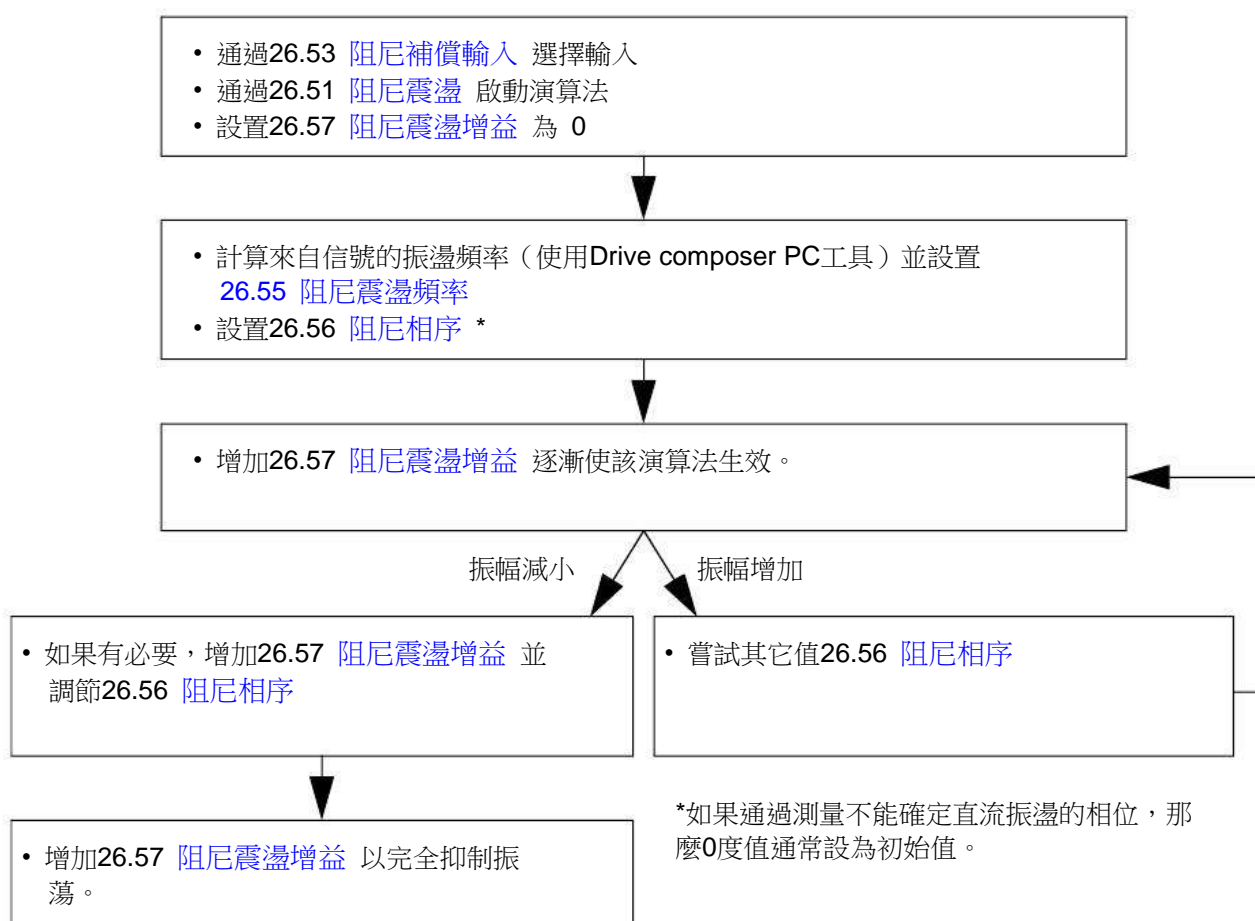 • 通過26.53 阻尼補償輸入 選擇輸入
• 通過26.51 阻尼震盪 啟動演算法
• 設置26.57 阻尼震盪增益 為 0
• 計算來自信號的振盪頻率（使用Drive composer PC工具）並設置
26.55 阻尼震盪頻率
• 設置26.56 阻尼相序 *
• 增加26.57 阻尼震盪增益 逐漸使該演算法生效。
振幅減小
振幅增加
• 如果有必要，增加26.57 阻尼震盪增益 並
調節26.56 阻尼相序
• 嘗試其它值26.56 阻尼相序
• 增加26.57 阻尼震盪增益 以完全抑制振
蕩。
*如果通過測量不能確定直流振盪的相位，那
麼0度值通常設為初始值。